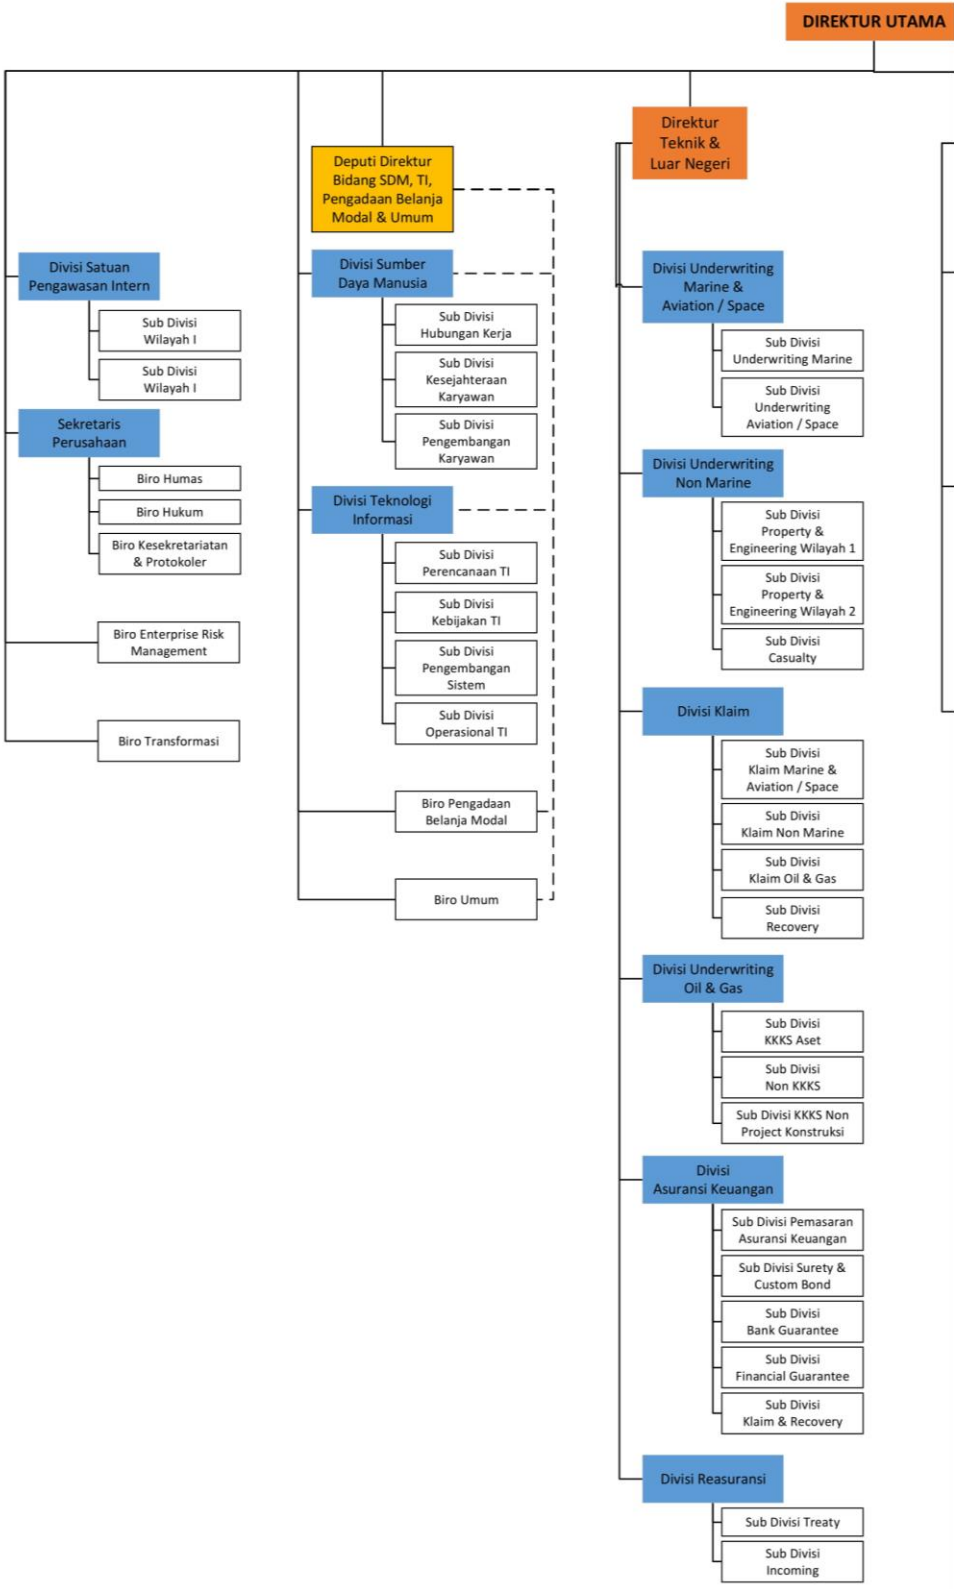 DIREKTUR UTAMA
Deputi Direktur
Bidang SDM, TI,
Pengadaan Belanja
Modal & Umum
Direktur
Teknik &
Luar Negeri
Divisi Satuan
Pengawasan Intern
Sub Divisi
Wilayah I
Sub Divisi
Wilayah I
Sekretaris
Perusahaan
Biro Humas
Biro Hukum
Biro Kesekretariatan
& Protokoler
Biro Enterprise Risk
Management
Biro Transformasi
Divisi Sumber
Daya Manusia
Sub Divisi
Hubungan Kerja
Sub Divisi
Kesejahteraan
Karyawan
Sub Divisi
Pengembangan
Karyawan
Divisi Teknologi
Informasi
Sub Divisi
Perencanaan TI
Sub Divisi
Kebijakan TI
Sub Divisi
Pengembangan
Sistem
Sub Divisi
Operasional TI
Biro Pengadaan
Belanja Modal
Biro Umum
Divisi Underwriting
Marine &
Aviation / Space
Sub Divisi
Underwriting Marine
Sub Divisi
Underwriting
Aviation / Space
Divisi Underwriting
Non Marine
Sub Divisi
Property &
Engineering Wilayah 1
Sub Divisi
Property &
Engineering Wilayah 2
Sub Divisi
Casualty
Divisi Klaim
Sub Divisi
Klaim Marine &
Aviation / Space
Sub Divisi
Klaim Non Marine
Sub Divisi
Klaim Oil & Gas
Sub Divisi
Recovery
Divisi Underwriting
Oil & Gas
Sub Divisi
KKKS Aset
Sub Divisi
Non KKKS
Sub Divisi KKKS Non
Project Konstruksi
Divisi
Asuransi Keuangan
Sub Divisi Pemasaran
Asuransi Keuangan
Sub Divisi Surety &
Custom Bond
Sub Divisi
Bank Guarantee
Sub Divisi
Financial Guarantee
Sub Divisi
Klaim & Recovery
Divisi Reasuransi
Sub Divisi Treaty
Sub Divisi
Incoming